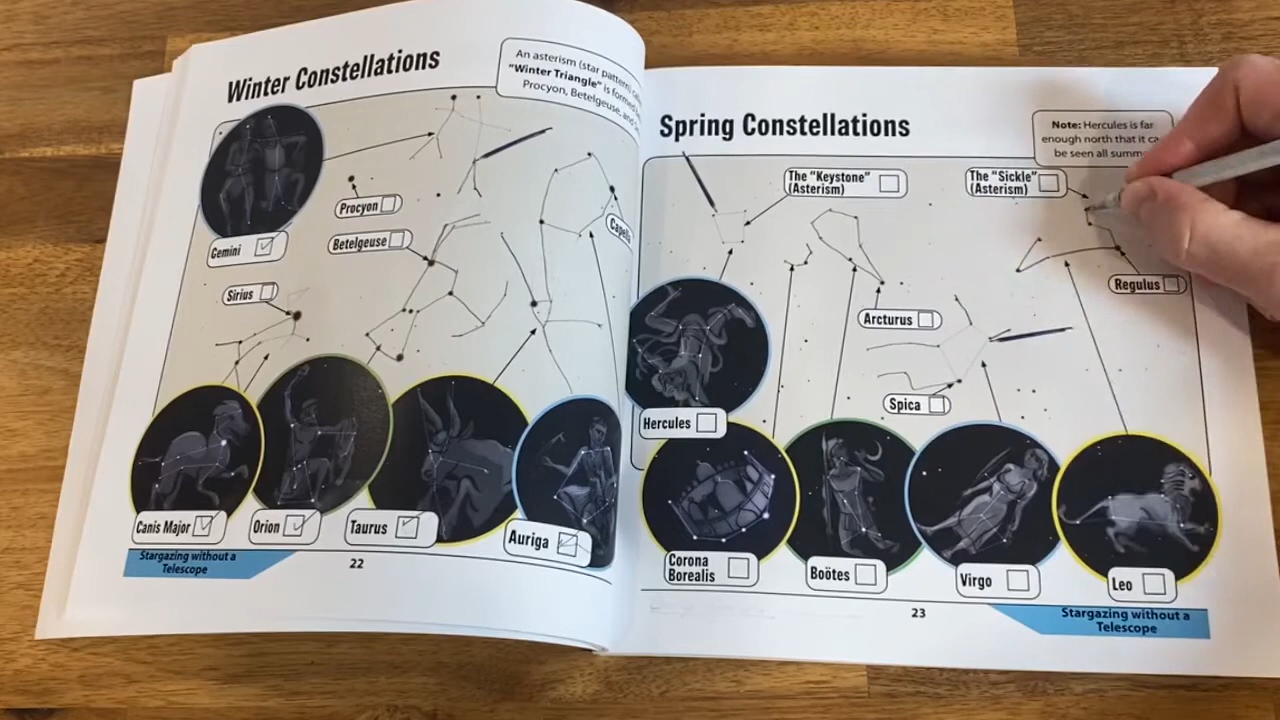 Winter Constellations
An asterism (star pattern)
"Winter Triangle" is formed
Procyon, Betelgeuse, and
Procyon
Gemini
Betelgeuse
Sirius
Capella
Canis Major
Orion
Taurus
Auriga
Stargazing without a
Telescope
22
Spring Constellations
Note: Hercules is far
enough north that it
be seen all
The "Keystone"
(Asterism)
The "Sickle"
(Asterism)
Regulus
Arcturus
Spica
Hercules
Corona
Borealis
Boötes
Virgo
Leo
23
Stargazing without a
Telescope